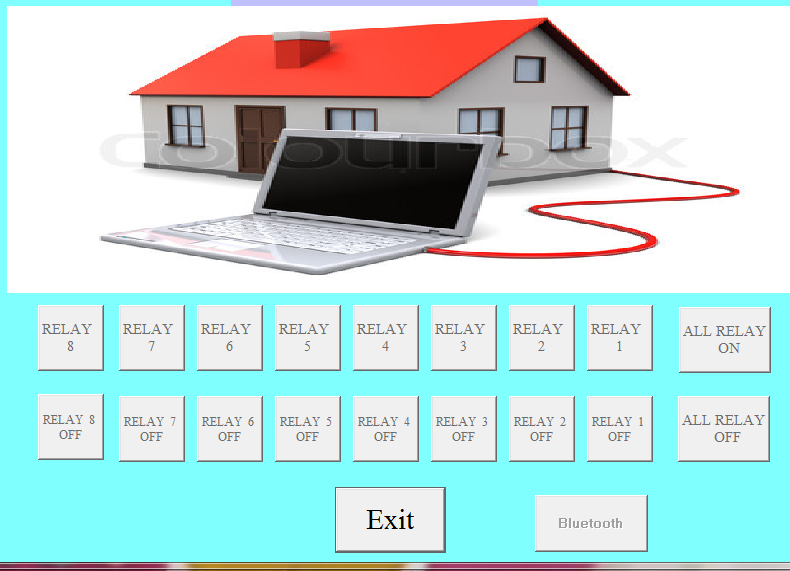 Colourbox
RELAY 8
RELAY 7
RELAY 6
RELAY 5
RELAY 4
RELAY 3
RELAY 2
RELAY 1
ALL RELAY
ON
RELAY 8
OFF
RELAY 7
OFF
RELAY 6
OFF
RELAY 5
OFF
RELAY 4
OFF
RELAY 3
OFF
RELAY 2
OFF
RELAY 1
OFF
ALL RELAY
OFF
Exit
Bluetooth